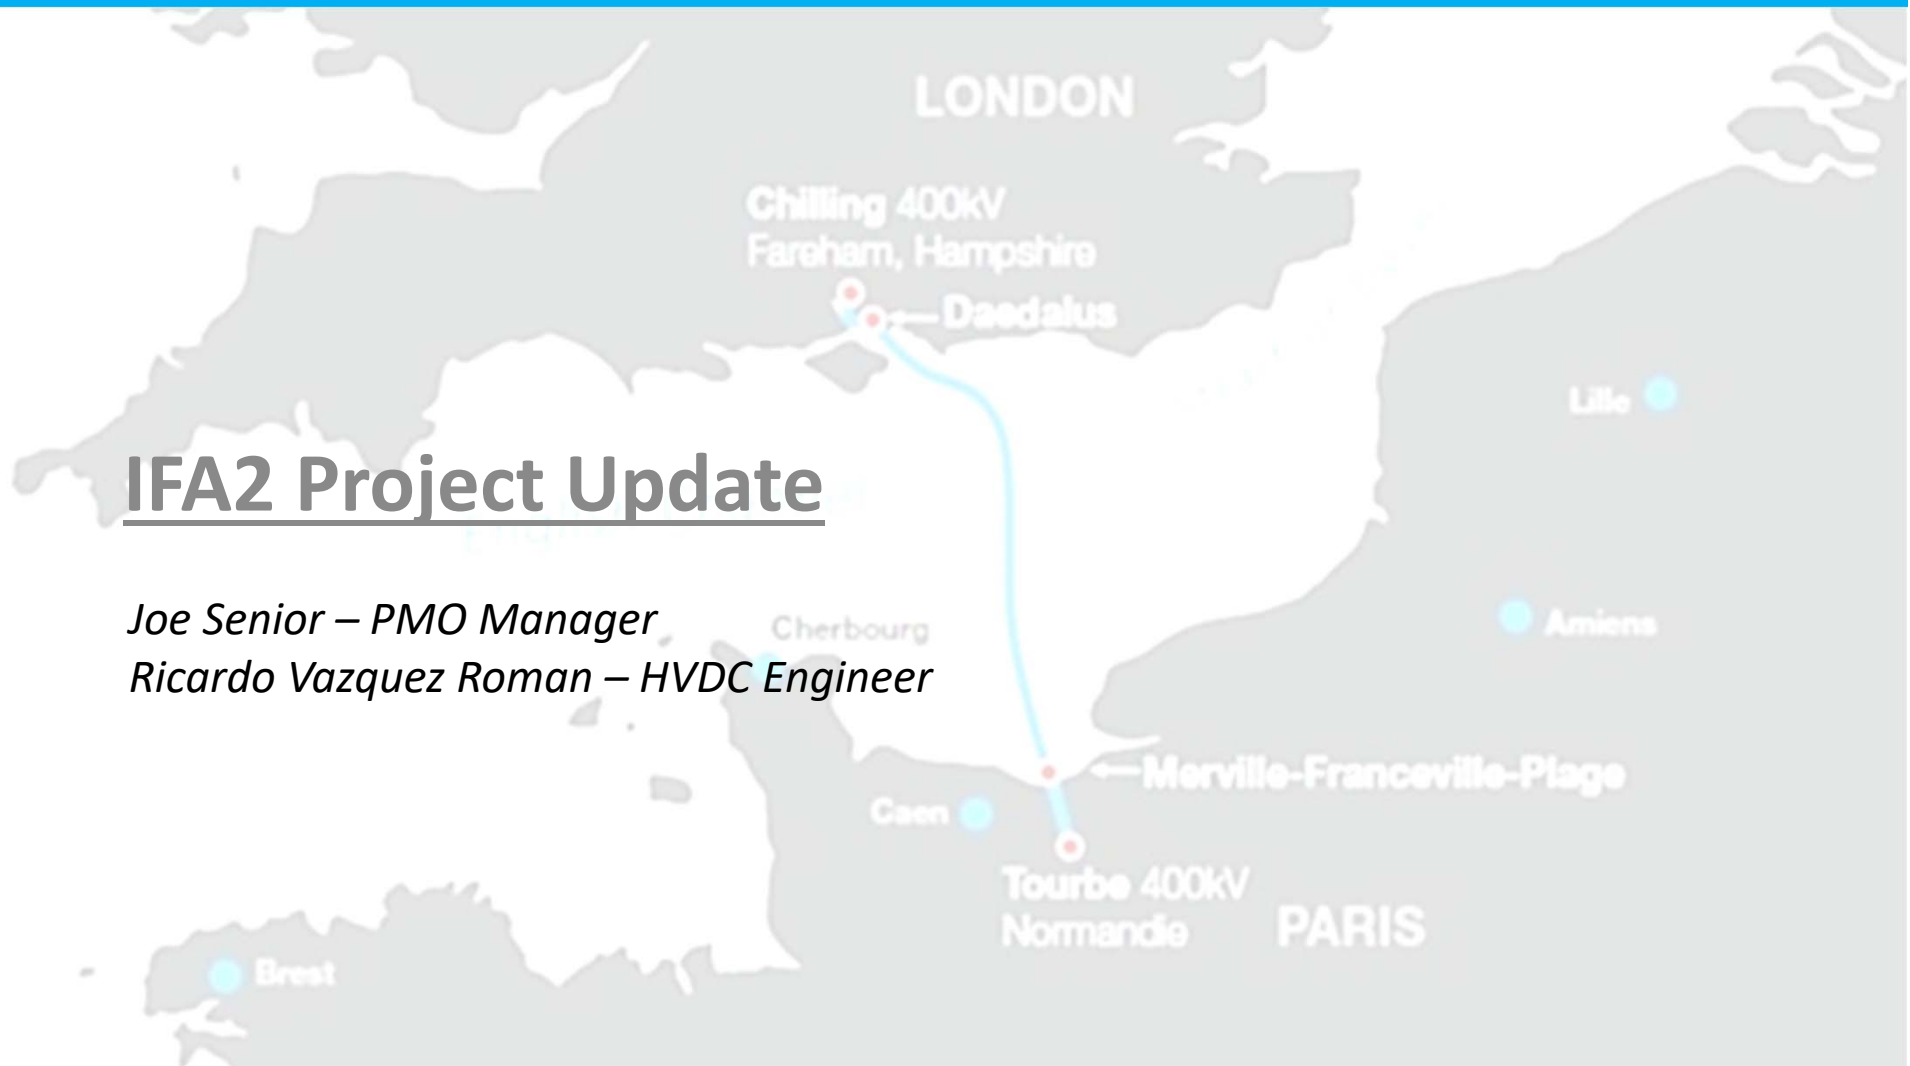 LONDON
Chilling 400kV
Fareham, Hampshire
Daedalus
Lille
IFA2 Project Update
Joe Senior – PMO Manager
Cherbourg
Amiens
Ricardo Vazquez Roman – HVDC Engineer
Merville-Franceville-Plage
Caen
Tourbe 400kV
Normandie
PARIS
Brest